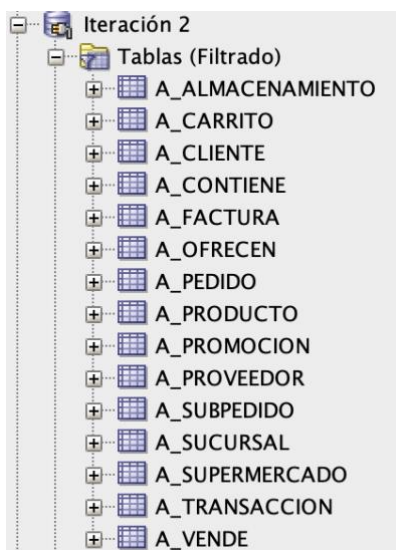 Iteración 2
Tablas (Filtrado)
A_ALMACENAMIENTO
A_CARRITO
A_CLIENTE
A_CONTIENE
A_FACTURA
A_OFRECEN
A_PEDIDO
A_PRODUCTO
A_PROMOCION
A_PROVEEDOR
A_SUBPEDIDO
A_SUCURSAL
A_SUPERMERCADO
A_TRANSACCION
A_VENDE